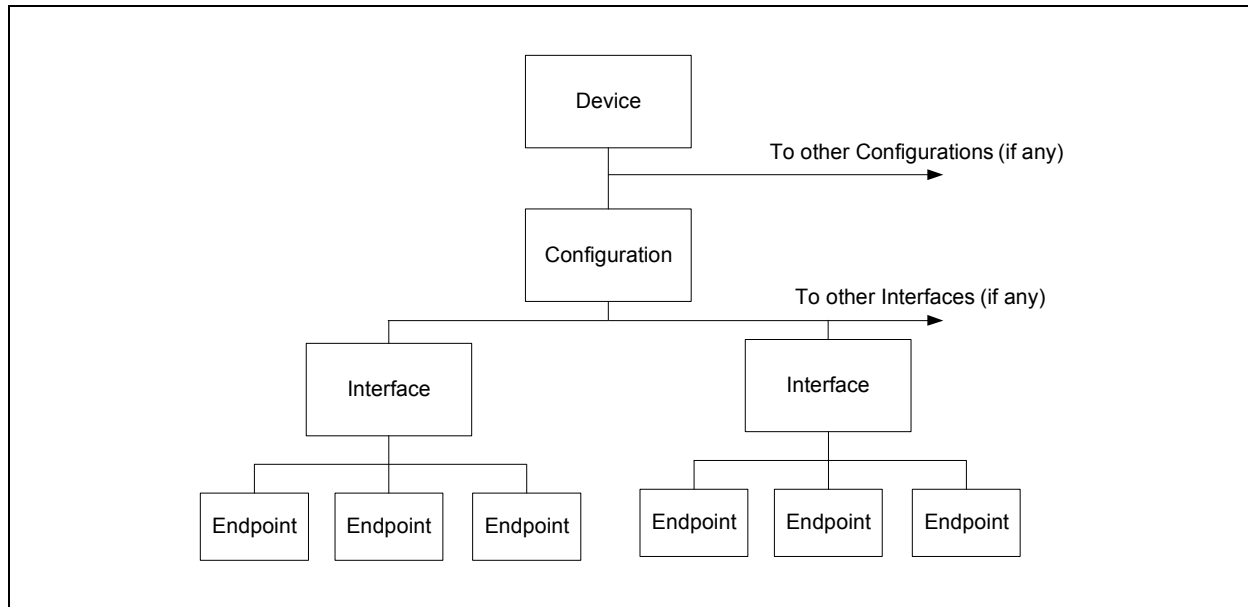 Device
To other Configurations (if any)
Configuration
To other Interfaces (if any)
Interface
Interface
Endpoint
Endpoint
Endpoint
Endpoint
Endpoint
Endpoint